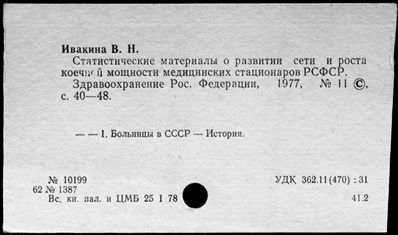 Ивакина В. Н.
Статистические материалы о развитии сети и роста
коечной мощности медицинских стационаров РСФСР.
Здравоохранение Рос. Федерации, 1977, № 11 ©,
с. 40—48.
— — 1. Больницы в СССР — История.
№ 10199
УДК 362.11(470) : 31
62 № 1387
Вс. кн. пал. и ЦМБ 25 I 78
41.2